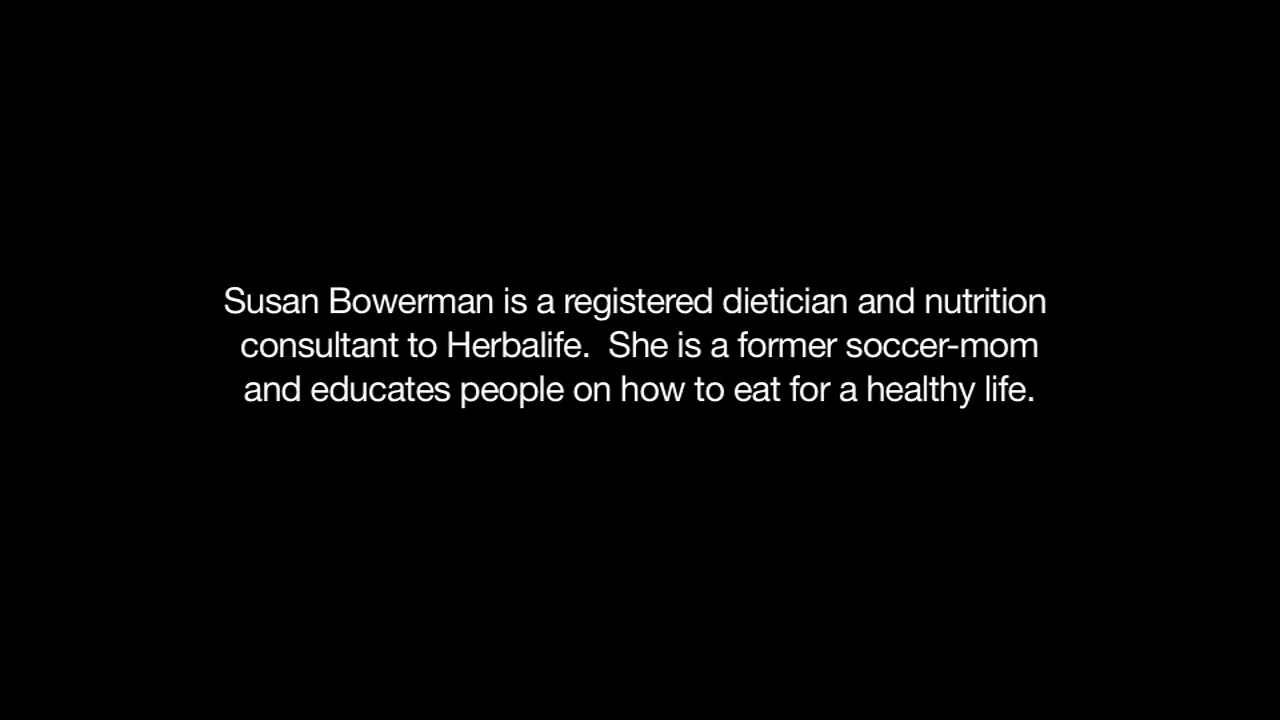 Susan Bowerman is a registered dietician and nutrition
consultant to Herbalife.  She is a former soccer-mom
and educates people on how to eat for a healthy life.